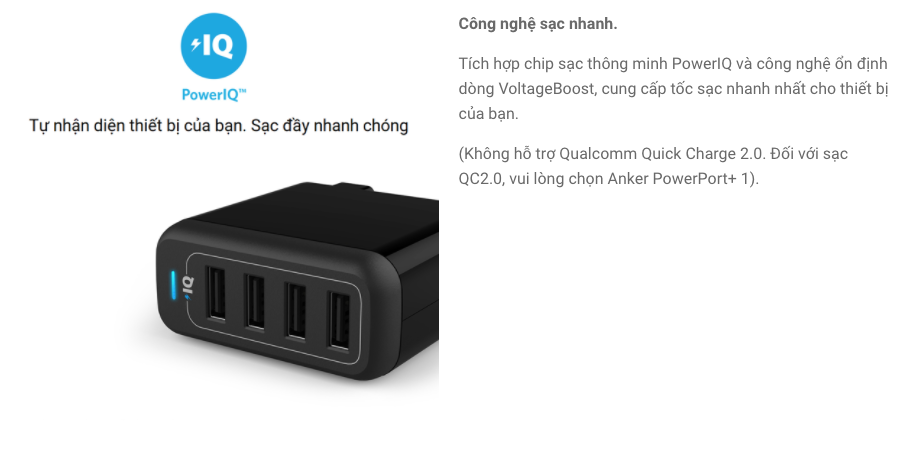 IQ
PowerIQ™
Tự nhận diện thiết bị của bạn. Sạc đầy nhanh chóng
IQ
Công nghệ sạc nhanh.
Tích hợp chip sạc thông minh PowerIQ và công nghệ ổn định
dòng VoltageBoost, cung cấp tốc sạc nhanh nhất cho thiết bị
của bạn.
(Không hỗ trợ Qualcomm Quick Charge 2.0. Đối với sạc
QC2.0, vui lòng chọn Anker PowerPort+ 1).